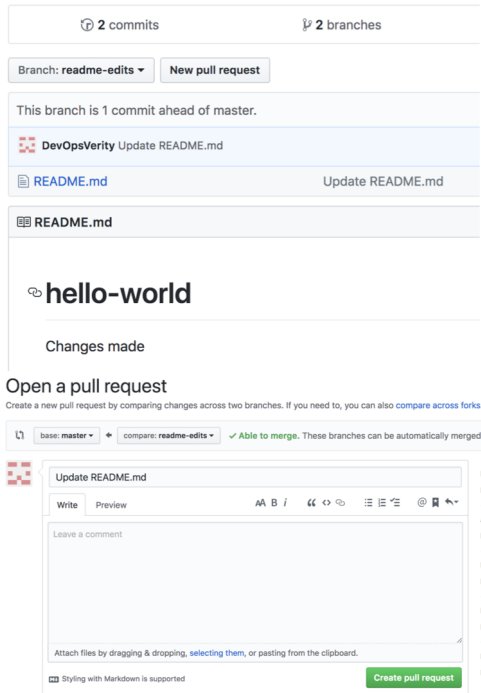 2 commits 2 branches
Branch: readme-edits New pull request
This branch is 1 commit ahead of master.
DevOpsVerity Update README.md
README.md Update README.md
README.md
hello-world
Changes made
Open a pull request
Create a new pull request by comparing changes across two branches. If you need to, you can also compare across forks
base: master compare: readme-edits ✓ Able to merge. These branches can be automatically merged
Update README.md
Write Preview AA B i @
Leave a comment
Attach files by dragging & dropping, selecting them, or pasting from the clipboard.
Styling with Markdown is supported Create pull request